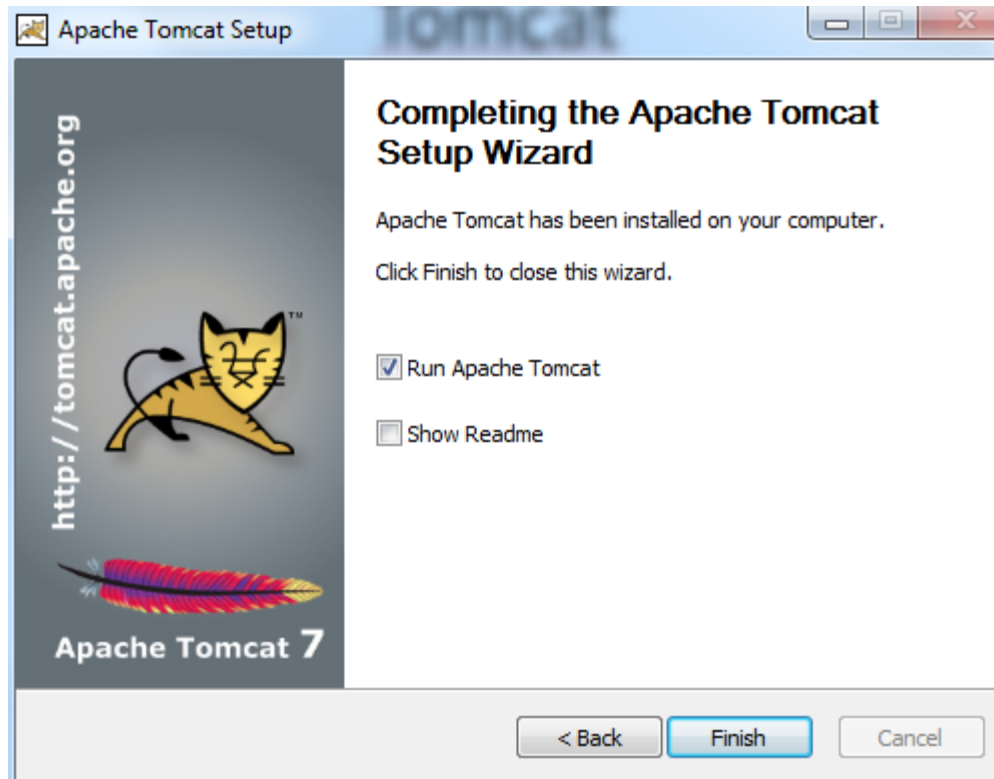 Apache Tomcat Setup
Tomcat
http://tomcat.apache.org
TM
Apache Tomcat 7
Completing the Apache Tomcat
Setup Wizard
Apache Tomcat has been installed on your computer.
Click Finish to close this wizard.
Run Apache Tomcat
Show Readme
< Back
Finish
Cancel